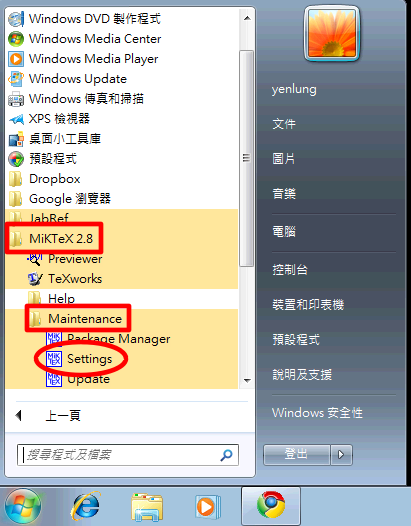 Windows DVD 製作程式
Windows Media Center
Windows Media Player
Windows Update
Windows 傳真和掃描
XPS 檢視器
桌面小工具庫
預設程式
Dropbox
Google 瀏覽器
JabRef
MiKTeX 2.8
Previewer
TeXworks
Help
Maintenance
Package Manager
Settings
Update
上一頁
搜尋程式及檔案
yenlung
文件
圖片
音樂
電腦
控制台
裝置和印表機
預設程式
說明及支援
Windows 安全性
登出